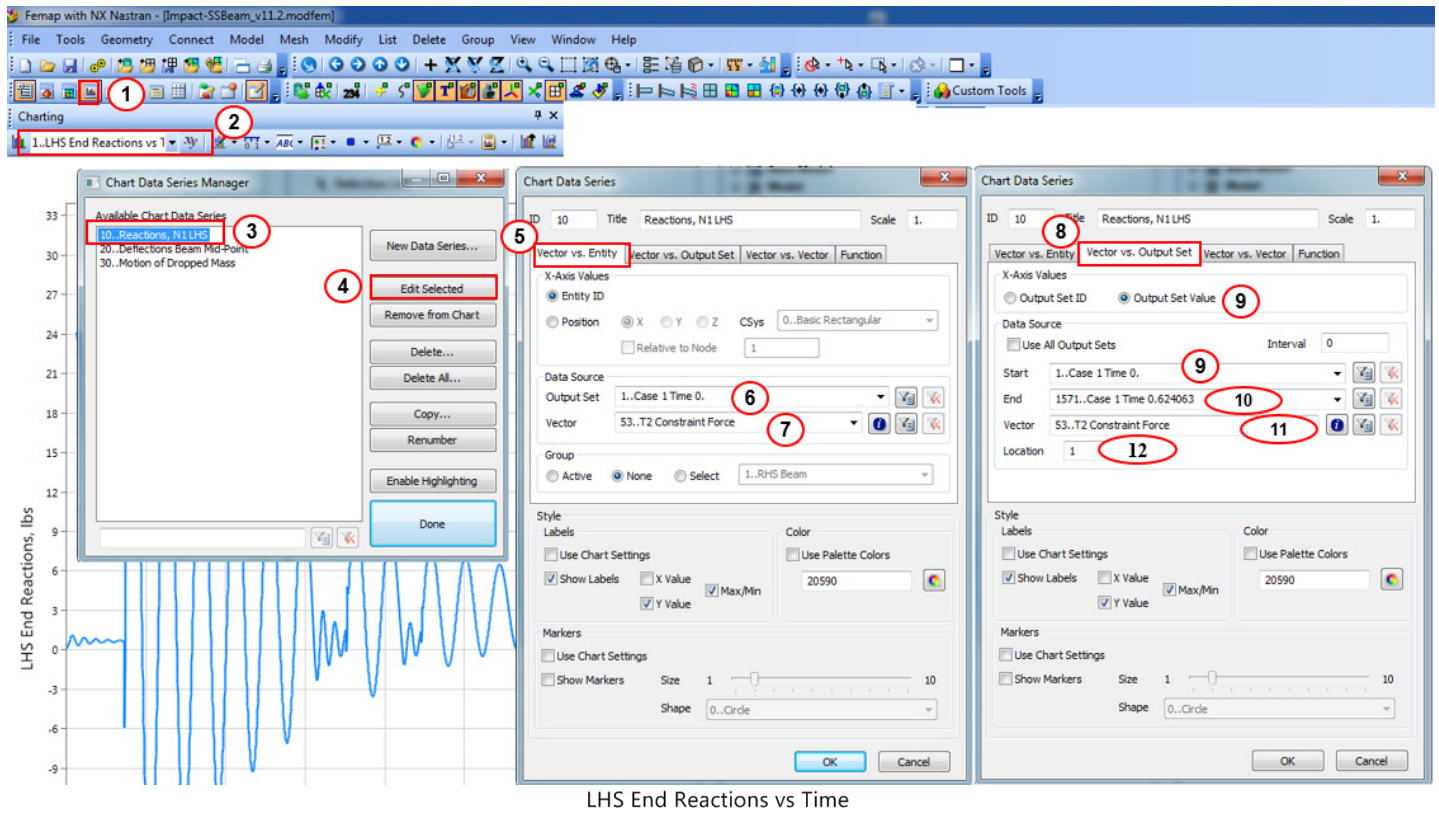 Femap with NX Nastran - [Impact-SSBeam_v11.2.modfem]
File Tools Geometry Connect Model Mesh Modify List Delete Group View Window Help
1
Custom Tools
Charting
2
1..LHS End Reactions vs T
Chart Data Series Manager
Available Chart Data Series
10..Reactions, N1 LHS
3
20..Deflections Beam Mid-Point
30..Motion of Dropped Mass
New Data Series...
4
Edit Selected
Remove from Chart
Delete...
Delete All...
Copy...
Renumber
Enable Highlighting
Done
33
30
27
24
21
18
15
12
9
6
3
0
-3
-6
-9
LHS End Reactions, lbs
Chart Data Series
ID 10 Title Reactions, N1 LHS Scale 1.
5
Vector vs. Entity Vector vs. Output Set Vector vs. Vector Function
X-Axis Values
Entity ID
Position X Y Z CSys 0..Basic Rectangular
Relative to Node 1
Data Source
Output Set 1..Case 1 Time 0. 6
Vector 53..T2 Constraint Force 7
Group
Active None Select 1..RHS Beam
Style
Labels Color
Use Chart Settings Use Palette Colors
Show Labels X Value Max/Min 20590
Y Value
Markers
Use Chart Settings
Show Markers Size 1 10
Shape 0..Circle
OK Cancel
Chart Data Series
ID 10 Title Reactions, N1 LHS Scale 1.
8
Vector vs. Entity Vector vs. Output Set Vector vs. Vector Function
X-Axis Values
Output Set ID Output Set Value 9
Data Source
Use All Output Sets Interval 0
Start 1..Case 1 Time 0. 9
End 1571..Case 1 Time 0.624063 10
Vector 53..T2 Constraint Force 11
Location 1 12
Style
Labels Color
Use Chart Settings Use Palette Colors
Show Labels X Value Max/Min 20590
Y Value
Markers
Use Chart Settings
Show Markers Size 1 10
Shape 0..Circle
OK Cancel
LHS End Reactions vs Time